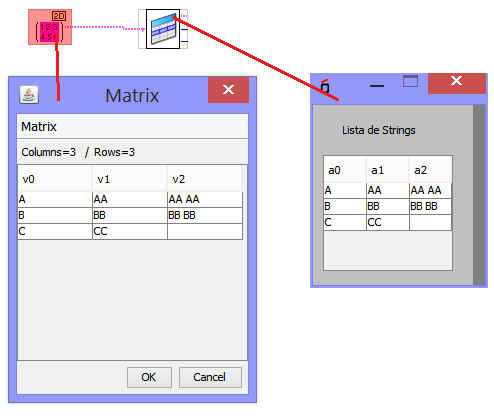 2D
123
Matrix
Matrix
Columns=3 / Rows=3
v0 v1 v2
A AA AA AA
B BB BB BB
C CC
OK Cancel
Lista de Strings
a0 a1 a2
A AA AA AA
B BB BB BB
C CC